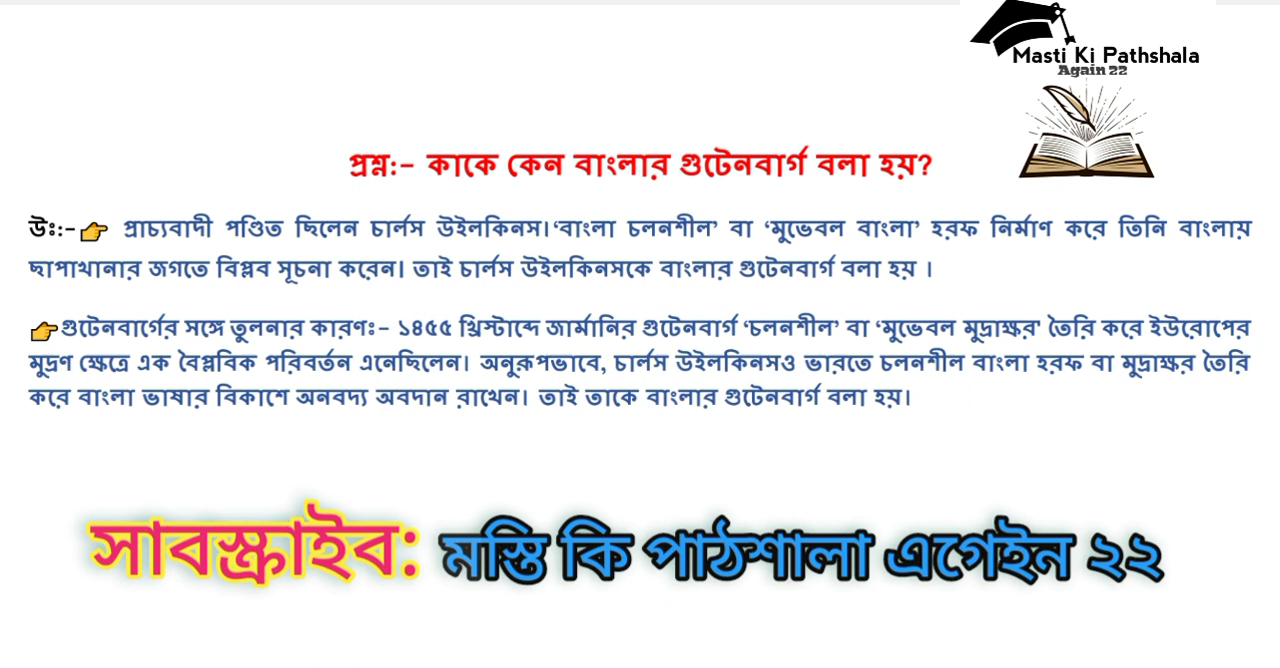 Masti Ki Pathshala
Again 22
প্রশ্ন:- কাকে কেন বাংলার গুটেনবার্গ বলা হয়?
উঃ:-👉 প্রাচ্যবাদী পণ্ডিত ছিলেন চার্লস উইলকিনস।‘বাংলা চলনশীল’ বা ‘মুভেবল বাংলা’ হরফ নির্মাণ করে তিনি বাংলায়
ছাপাখানার জগতে বিপ্লব সূচনা করেন। তাই চার্লস উইলকিনসকে বাংলার গুটেনবার্গ বলা হয় ।
👉গুটেনবার্গের সঙ্গে তুলনার কারণঃ- ১৪৫৫ খ্রিস্টাব্দে জার্মানির গুটেনবার্গ ‘চলনশীল’ বা ‘মুভেবল মুদ্রাক্ষর' তৈরি করে ইউরোপের
মুদ্রণ ক্ষেত্রে এক বৈপ্লবিক পরিবর্তন এনেছিলেন। অনুরূপভাবে, চার্লস উইলকিনসও ভারতে চলনশীল বাংলা হরফ বা মুদ্রাক্ষর তৈরি
করে বাংলা ভাষার বিকাশে অনবদ্য অবদান রাখেন। তাই তাকে বাংলার গুটেনবার্গ বলা হয়।
সাবস্ক্রাইব: মস্তি কি পাঠশালা এগেইন ২২